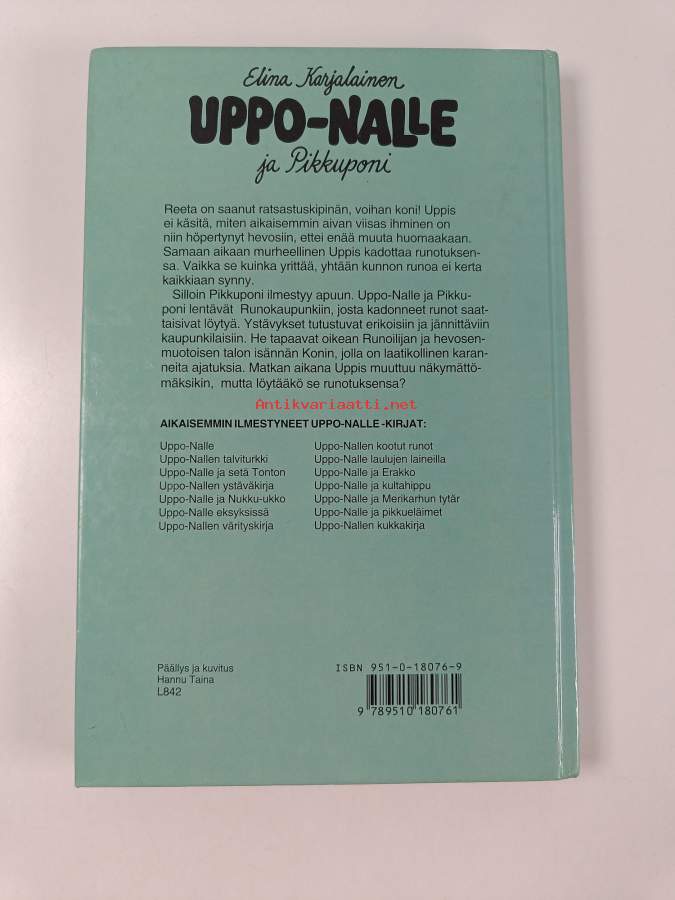 Elina Karjalainen
UPPO-NALLE
ja Pikkuponi
Reeta on saanut ratsastuskipinän, voihan koni! Uppis
ei käsitä, miten aikaisemmin aivan viisas ihminen on
niin höpertynyt hevosiin, ettei enää muuta huomaakaan.
Samaan aikaan murheellinen Uppis kadottaa runotuksen-
sa. Vaikka se kuinka yrittää, yhtään kunnon runoa ei kerta
kaikkiaan synny.
Silloin Pikkuponi ilmestyy apuun. Uppo-Nalle ja Pikku-
poni lentävät Runokaupunkiin, josta kadonneet runot saat-
taisivat löytyä. Ystävykset tutustuvat erikoisiin ja jännittäviin
kaupunkilaisiin. He tapaavat oikean Runoilijan ja hevosen-
muotoisen talon isännän Konin, jolla on laatikollinen karan-
neita ajatuksia. Matkan aikana Uppis muuttuu näkymättö-
mäksikin, mutta löytääkö se runotuksensa?
Antikvariaatti.net
AIKAISEMMIN ILMESTYNEET UPPO-NALLE -KIRJAT:
Uppo-Nalle
Uppo-Nallen talviturkki
Uppo-Nalle ja setä Tonton
Uppo-Nallen ystäväkirja
Uppo-Nalle ja Nukku-ukko
Uppo-Nalle eksyksissä
Uppo-Nallen värityskirja
Uppo-Nallen kootut runot
Uppo-Nalle laulujen laineilla
Uppo-Nalle ja Erakko
Uppo-Nalle ja kultahippu
Uppo-Nalle ja Merikarhun tytär
Uppo-Nalle ja pikkueläimet
Uppo-Nallen kukkakirja
Päällys ja kuvitus
Hannu Taina
L842
ISBN 951-0-18076-9
9 789510 180761